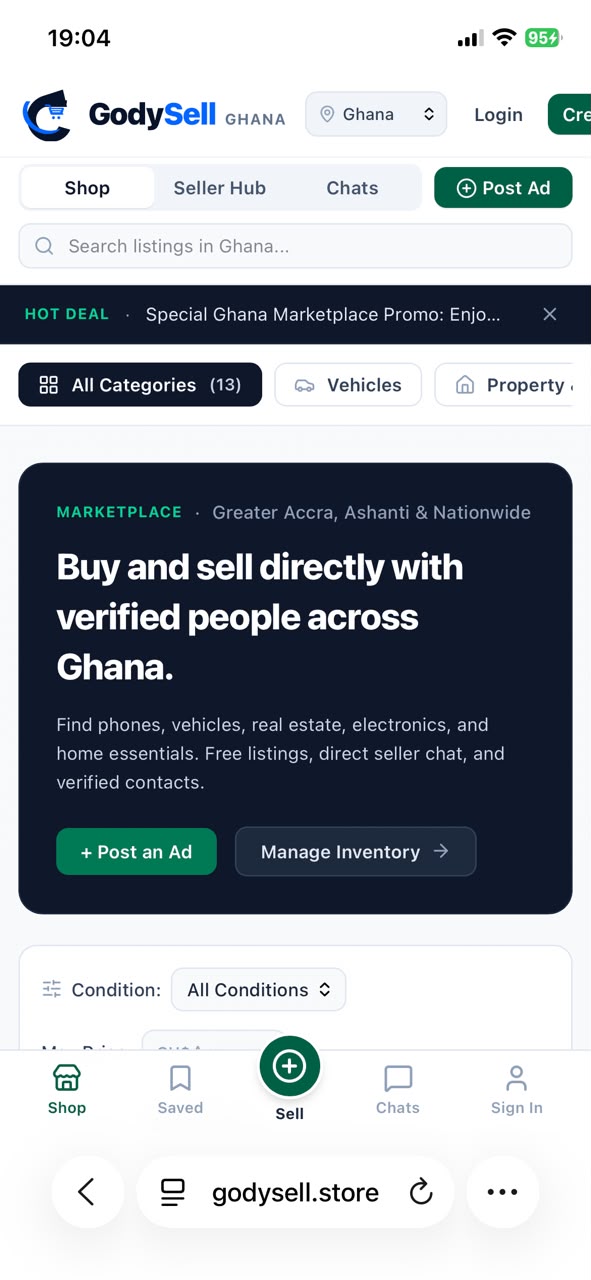 19:04
95
GodySell GHANA
Ghana
Login
Cre
Shop
Seller Hub
Chats
Post Ad
Search listings in Ghana...
HOT DEAL · Special Ghana Marketplace Promo: Enjo...
All Categories (13)
Vehicles
Property
MARKETPLACE · Greater Accra, Ashanti & Nationwide
Buy and sell directly with
verified people across
Ghana.
Find phones, vehicles, real estate, electronics, and
home essentials. Free listings, direct seller chat, and
verified contacts.
+ Post an Ad
Manage Inventory →
Condition:
All Conditions
Shop
Saved
Sell
Chats
Sign In
godysell.store